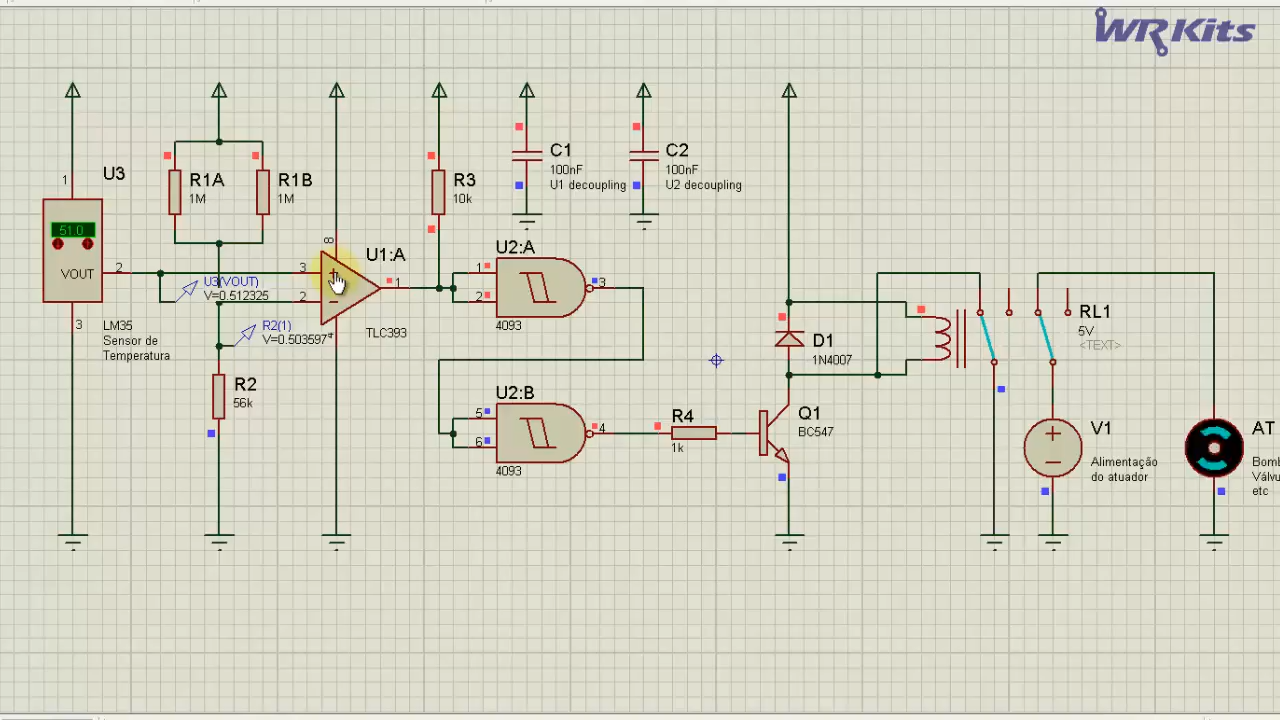 WRKits
U3
1
51.0
VOUT
2
3
LM35
Sensor de
Temperatura
R1A
1M
R1B
1M
U3(VOUT)
V=0.512325
R2(1)
V=0.503597
R2
56k
8
3
2
1
U1:A
TLC393
R3
10k
C1
100nF
U1 decoupling
C2
100nF
U2 decoupling
U2:A
1
2
3
4093
U2:B
5
6
4
4093
R4
1k
D1
1N4007
Q1
BC547
RL1
5V
<TEXT>
V1
Alimentação
do atuador
AT
Bomb
Válvu
etc